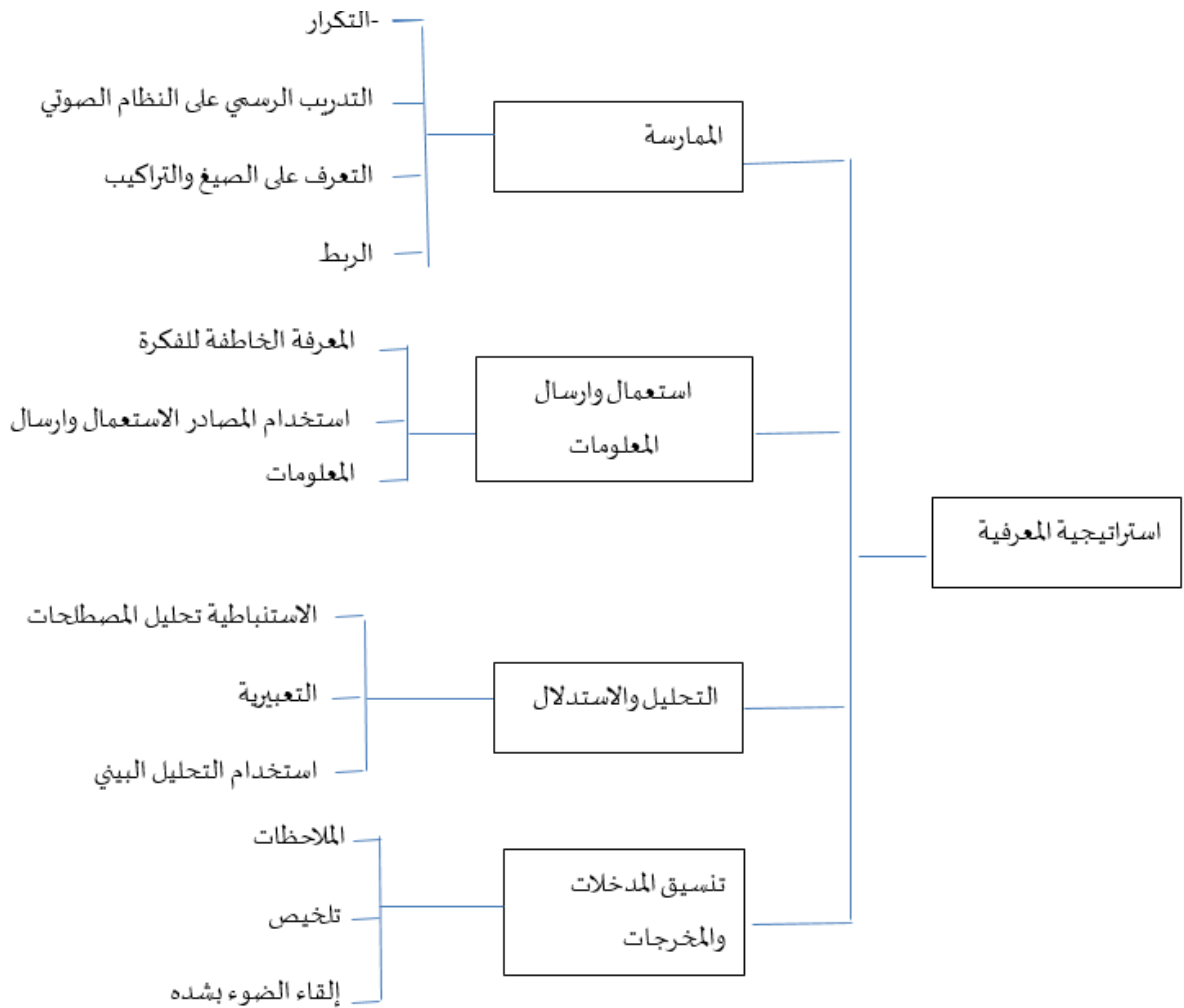 استراتيجية المعرفية
الممارسة
-التكرار
التدريب الرسمي على النظام الصوتي
التعرف على الصيغ والتراكيب
الربط
استعمال وارسال
المعلومات
المعرفة الخاطفة للفكرة
استخدام المصادر الاستعمال وارسال
المعلومات
التحليل والاستدلال
الاستنباطية تحليل المصطلحات
التعبيرية
استخدام التحليل البيني
تنسيق المدخلات
والمخرجات
الملاحظات
تلخيص
إلقاء الضوء بشده